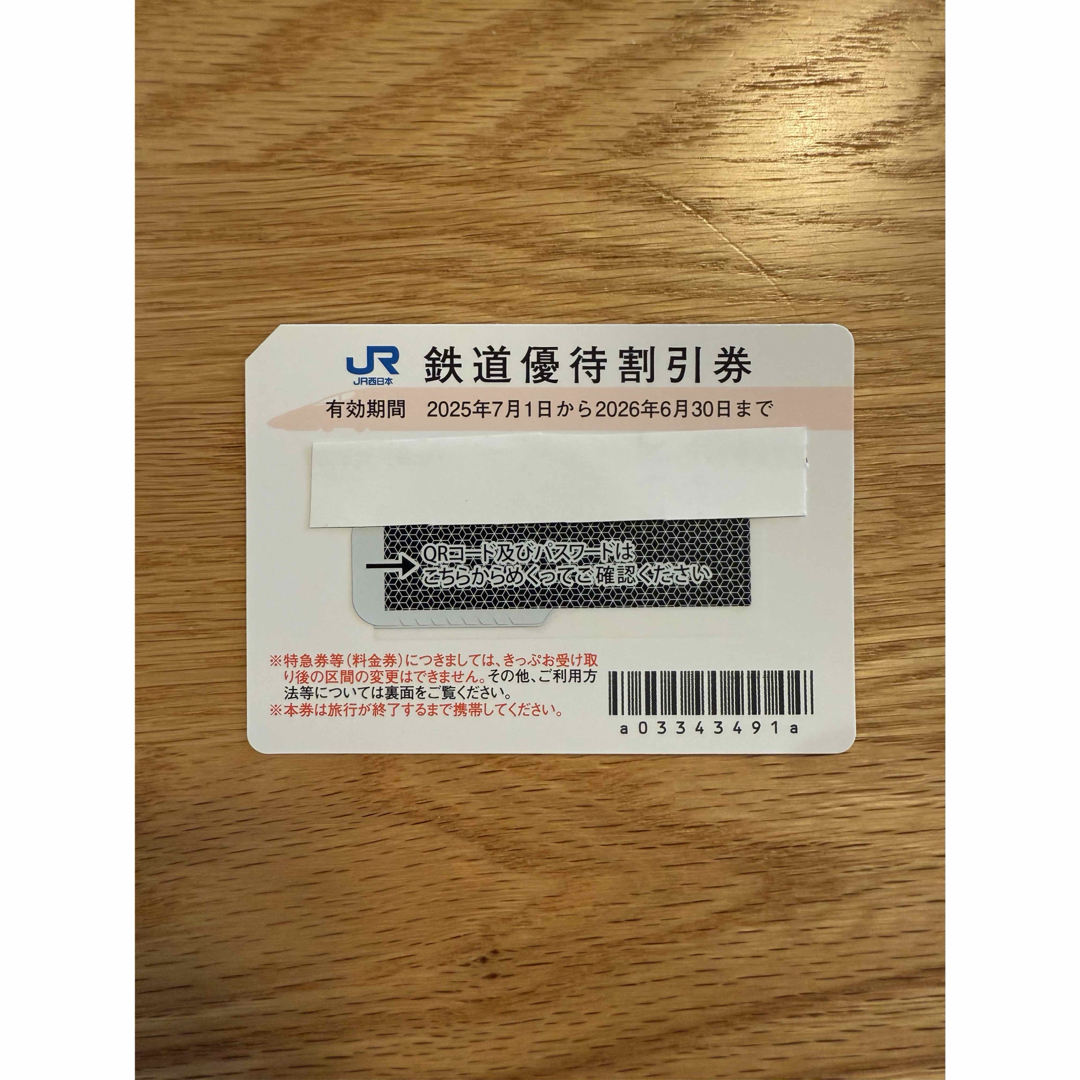 JR 鉄道優待割引券
JR西日本
有効期間 2025年7月1日から2026年6月30日まで
QRコード及びパスワードは
こちらからめくってご確認ください
※特急券等(料金券)につきましては、きっぷお受け取
り後の区間の変更はできません。その他、ご利用方
法等については裏面をご覧ください。
※本券は旅行が終了するまで携帯してください。
a03343491a